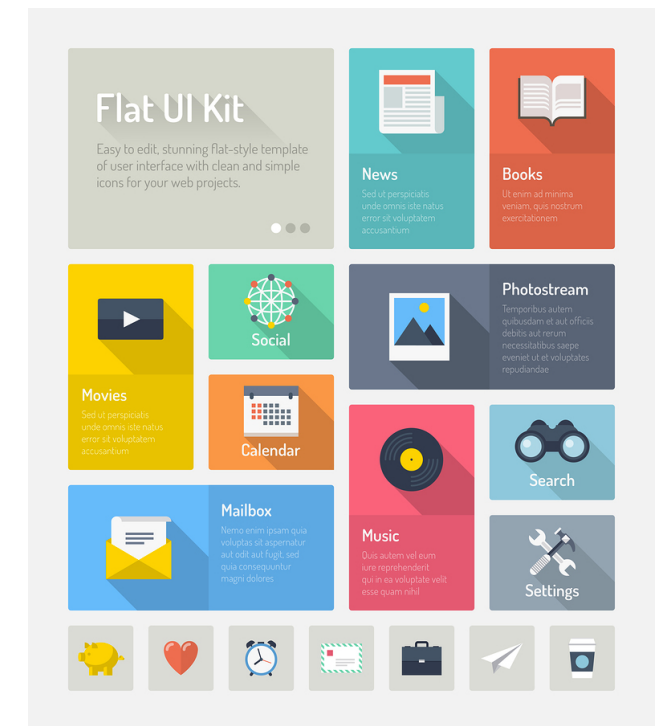 Flat UI Kit
Easy to edit, stunning flat-style template
of user interface with clean and simple
icons for your web projects.
News
Sed ut perspiciatis
unde omnis iste natus
error sit voluptatem
accusantium
Books
Ut enim ad minima
veniam, quis nostrum
exercitationem
Movies
Sed ut perspiciatis
unde omnis iste natus
error sit voluptatem
accusantium
Social
Calendar
Photostream
Temporibus autem
quibusdam et aut officiis
debitis aut rerum
necessitatibus saepe
eveniet ut et voluptates
repudiandae
Mailbox
Nemo enim ipsam quia
voluptas sit aspernatur
aut odit aut fugit, sed
quia consequuntur
magni dolores
Music
Quis autem vel eum
iure reprehenderit
qui in ea voluptate velit
esse quam nihil
Search
Settings